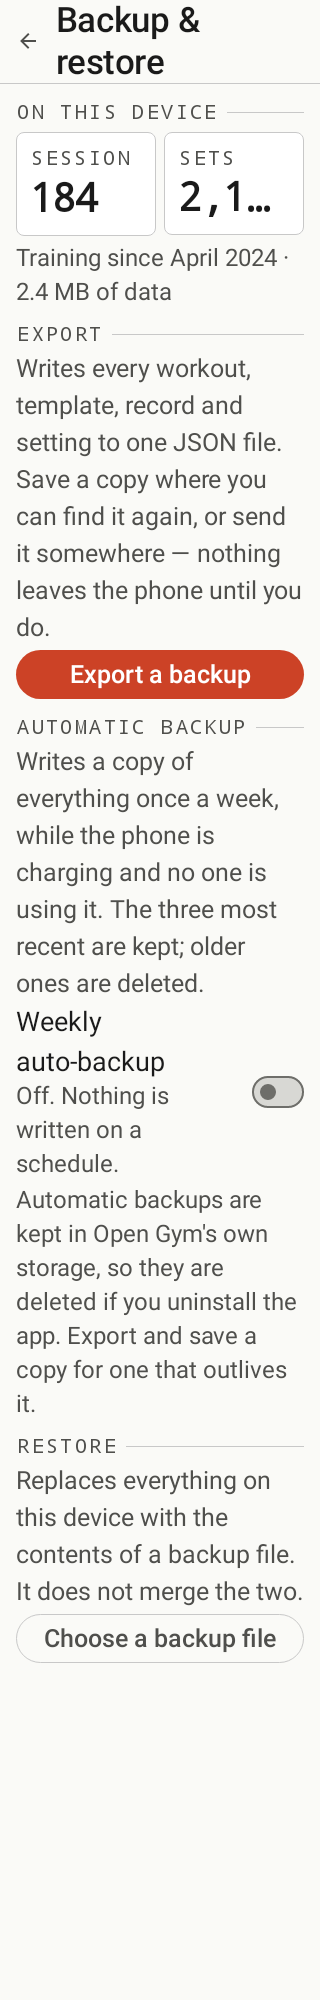 Backup &
restore
ON THIS DEVICE
SESSION
184
SETS
2,1…
Training since April 2024 ·
2.4 MB of data
EXPORT
Writes every workout,
template, record and
setting to one JSON file.
Save a copy where you
can find it again, or send
it somewhere — nothing
leaves the phone until you
do.
Export a backup
AUTOMATIC BACKUP
Writes a copy of
everything once a week,
while the phone is
charging and no one is
using it. The three most
recent are kept; older
ones are deleted.
Weekly
auto-backup
Off. Nothing is
written on a
schedule.
Automatic backups are
kept in Open Gym's own
storage, so they are
deleted if you uninstall the
app. Export and save a
copy for one that outlives
it.
RESTORE
Replaces everything on
this device with the
contents of a backup file.
It does not merge the two.
Choose a backup file